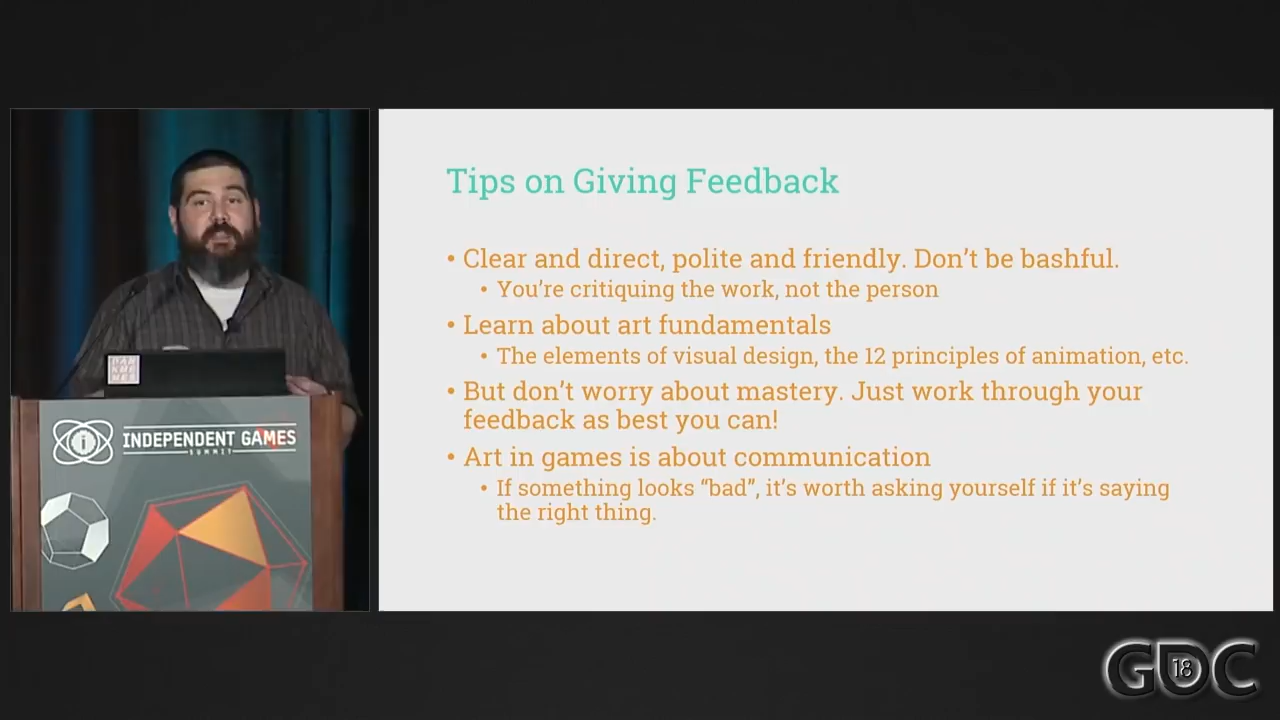 Tips on Giving Feedback
• Clear and direct, polite and friendly. Don't be bashful.
• You're critiquing the work, not the person
• Learn about art fundamentals
• The elements of visual design, the 12 principles of animation, etc.
• But don't worry about mastery. Just work through your
feedback as best you can!
• Art in games is about communication
• If something looks “bad”, it's worth asking yourself if it's saying
the right thing.
i
INDEPENDENT GAMES
SUMMIT
GDC
18